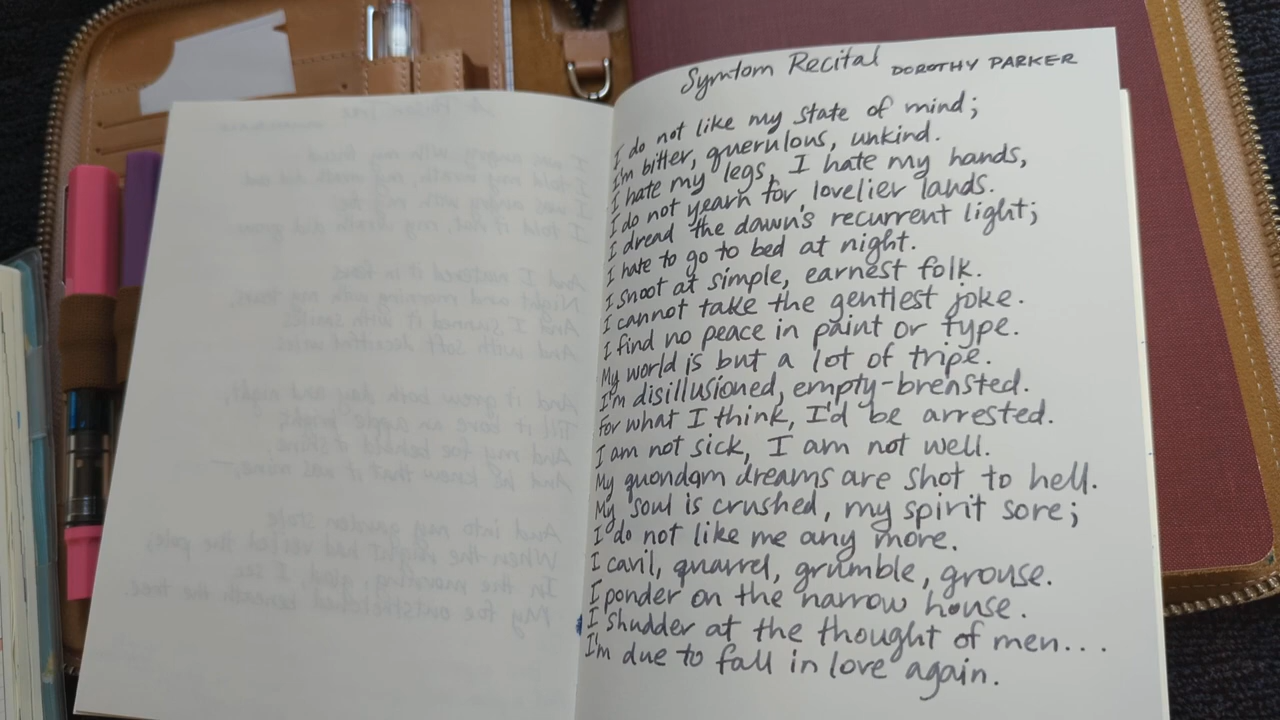 Symtom Recital DOROTHY PARKER
I do not like my state of mind;
I'm bitter, querulous, unkind.
I hate my legs, I hate my hands,
I do not yearn for lovelier lands.
I dread the dawn's recurrent light;
I hate to go to bed at night.
I snoot at simple, earnest folk.
I cannot take the gentlest joke.
I find no peace in paint or type.
My world is but a lot of tripe.
I'm disillusioned, empty-breasted.
For what I think, I'd be arrested.
I am not sick, I am not well.
My quondam dreams are shot to hell.
My soul is crushed, my spirit sore;
I do not like me any more.
I cavil, quarrel, grumble, grouse.
I ponder on the narrow house.
I shudder at the thought of men...
I'm due to fall in love again.